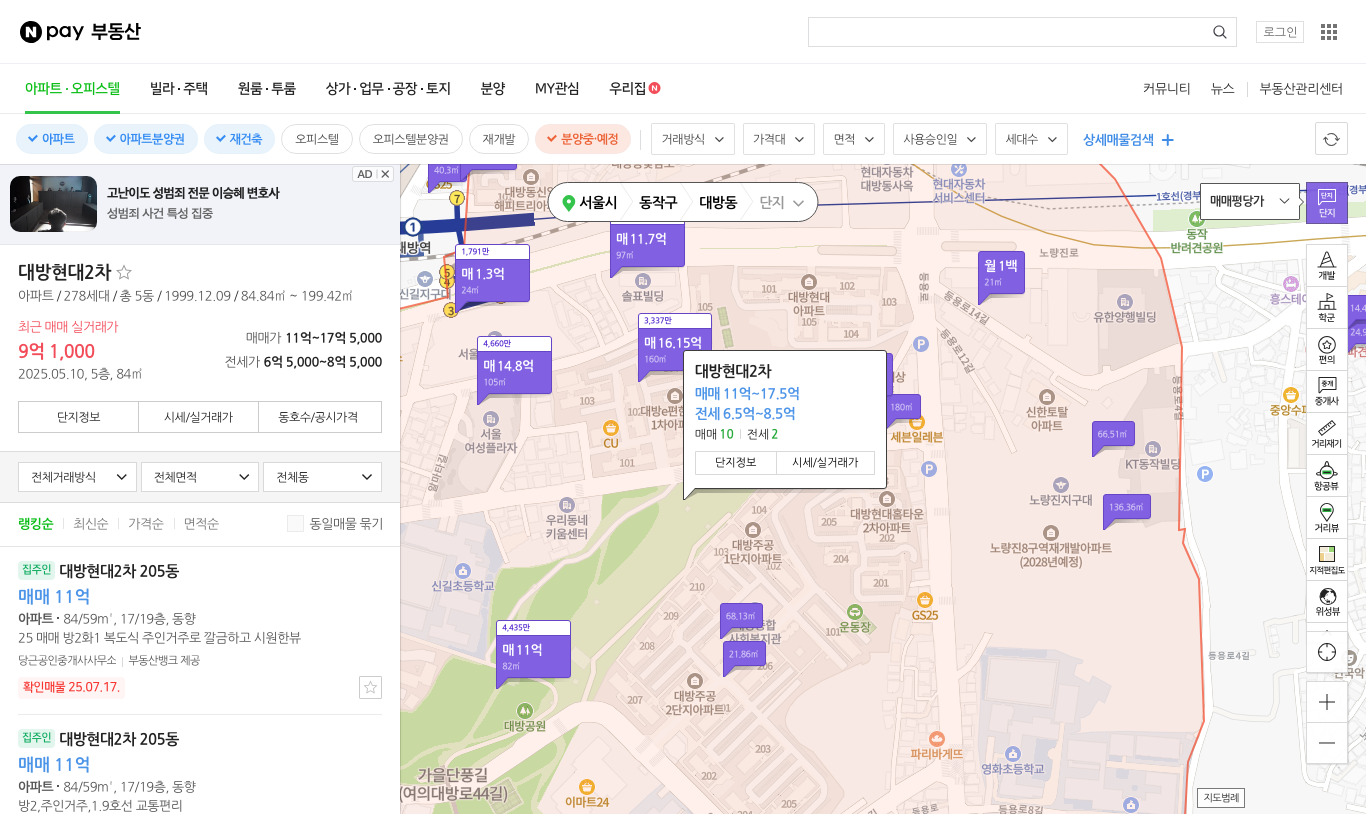 N pay 부동산
로그인
아파트·오피스텔
빌라·주택
원룸·투룸
상가·업무·공장·토지
분양
MY관심
우리집 N
커뮤니티
뉴스
부동산관리센터
아파트
아파트분양권
재건축
오피스텔
오피스텔분양권
재개발
분양중·예정
거래방식
가격대
면적
사용승인일
세대수
상세매물검색
AD
고난이도 성범죄 전문 이승혜 변호사
성범죄 사건 특성 집중
대방현대2차
아파트 / 278세대 / 총 5동 / 1999.12.09 / 84.84㎡ ~ 199.42㎡
최근 매매 실거래가
9억 1,000
2025.05.10, 5층, 84㎡
매매가 11억~17억 5,000
전세가 6억 5,000~8억 5,000
단지정보
시세/실거래가
동호수/공시가격
전체거래방식
전체면적
전체동
랭킹순
최신순
가격순
면적순
동일매물 묶기
집주인 대방현대2차 205동
매매 11억
아파트 · 84/59㎡, 17/19층, 동향
25 매매 방2화1 복도식 주인거주로 깔끔하고 시원한뷰
당근공인중개사사무소 | 부동산뱅크 제공
확인매물 25.07.17.
집주인 대방현대2차 205동
매매 11억
아파트 · 84/59㎡, 17/19층, 동향
방2,주인거주,1.9호선 교통편리
서울시
동작구
대방동
단지
매매평당가
단지
개발
학군
편의
중개
중개사
거리재기
항공뷰
거리뷰
지적편집도
위성뷰
지도범례
대방현대2차
매매 11억~17.5억
전세 6.5억~8.5억
매매 10 | 전세 2
단지정보
시세/실거래가
40.3㎡
7
1
대방역
1,791만
매 1.3억
24㎡
5
4
3
매 11.7억
97㎡
솔표빌딩
3,337만
매 16.15억
160㎡
4,660만
매 14.8억
105㎡
서울
여성플라자
CU
101
102
우리동네
키움센터
알마타길
신길초등학교
4,435만
매 11억
82㎡
대방공원
가을단풍길
(여의대방로44길)
이마트24
대방현대
아파트
105
105
103
104
월 1백
21㎡
노량진로
등용로
등용로14길
등용로12길
유한양행빌딩
현대자동차
대방동사옥
현대자동차
서비스센터
1호선(경부
동작
반려견공원
180㎡
세븐일레븐
신한토탈
아파트
66.51㎡
KT동작빌딩
노량진지구대
136.36㎡
노량진8구역재개발아파트
(2028년예정)
대방현대홈타운
2차아파트
대방주공
1단지아파트
103
104
102
205
202
204
201
210
209
208
207
206
68.13㎡
사회복지관
21.86㎡
101
운동장
GS25
대방주공
2단지아파트
203
202
파리바게뜨
영화초등학교
등용로
등용로8길
등용로4길
P
P
P